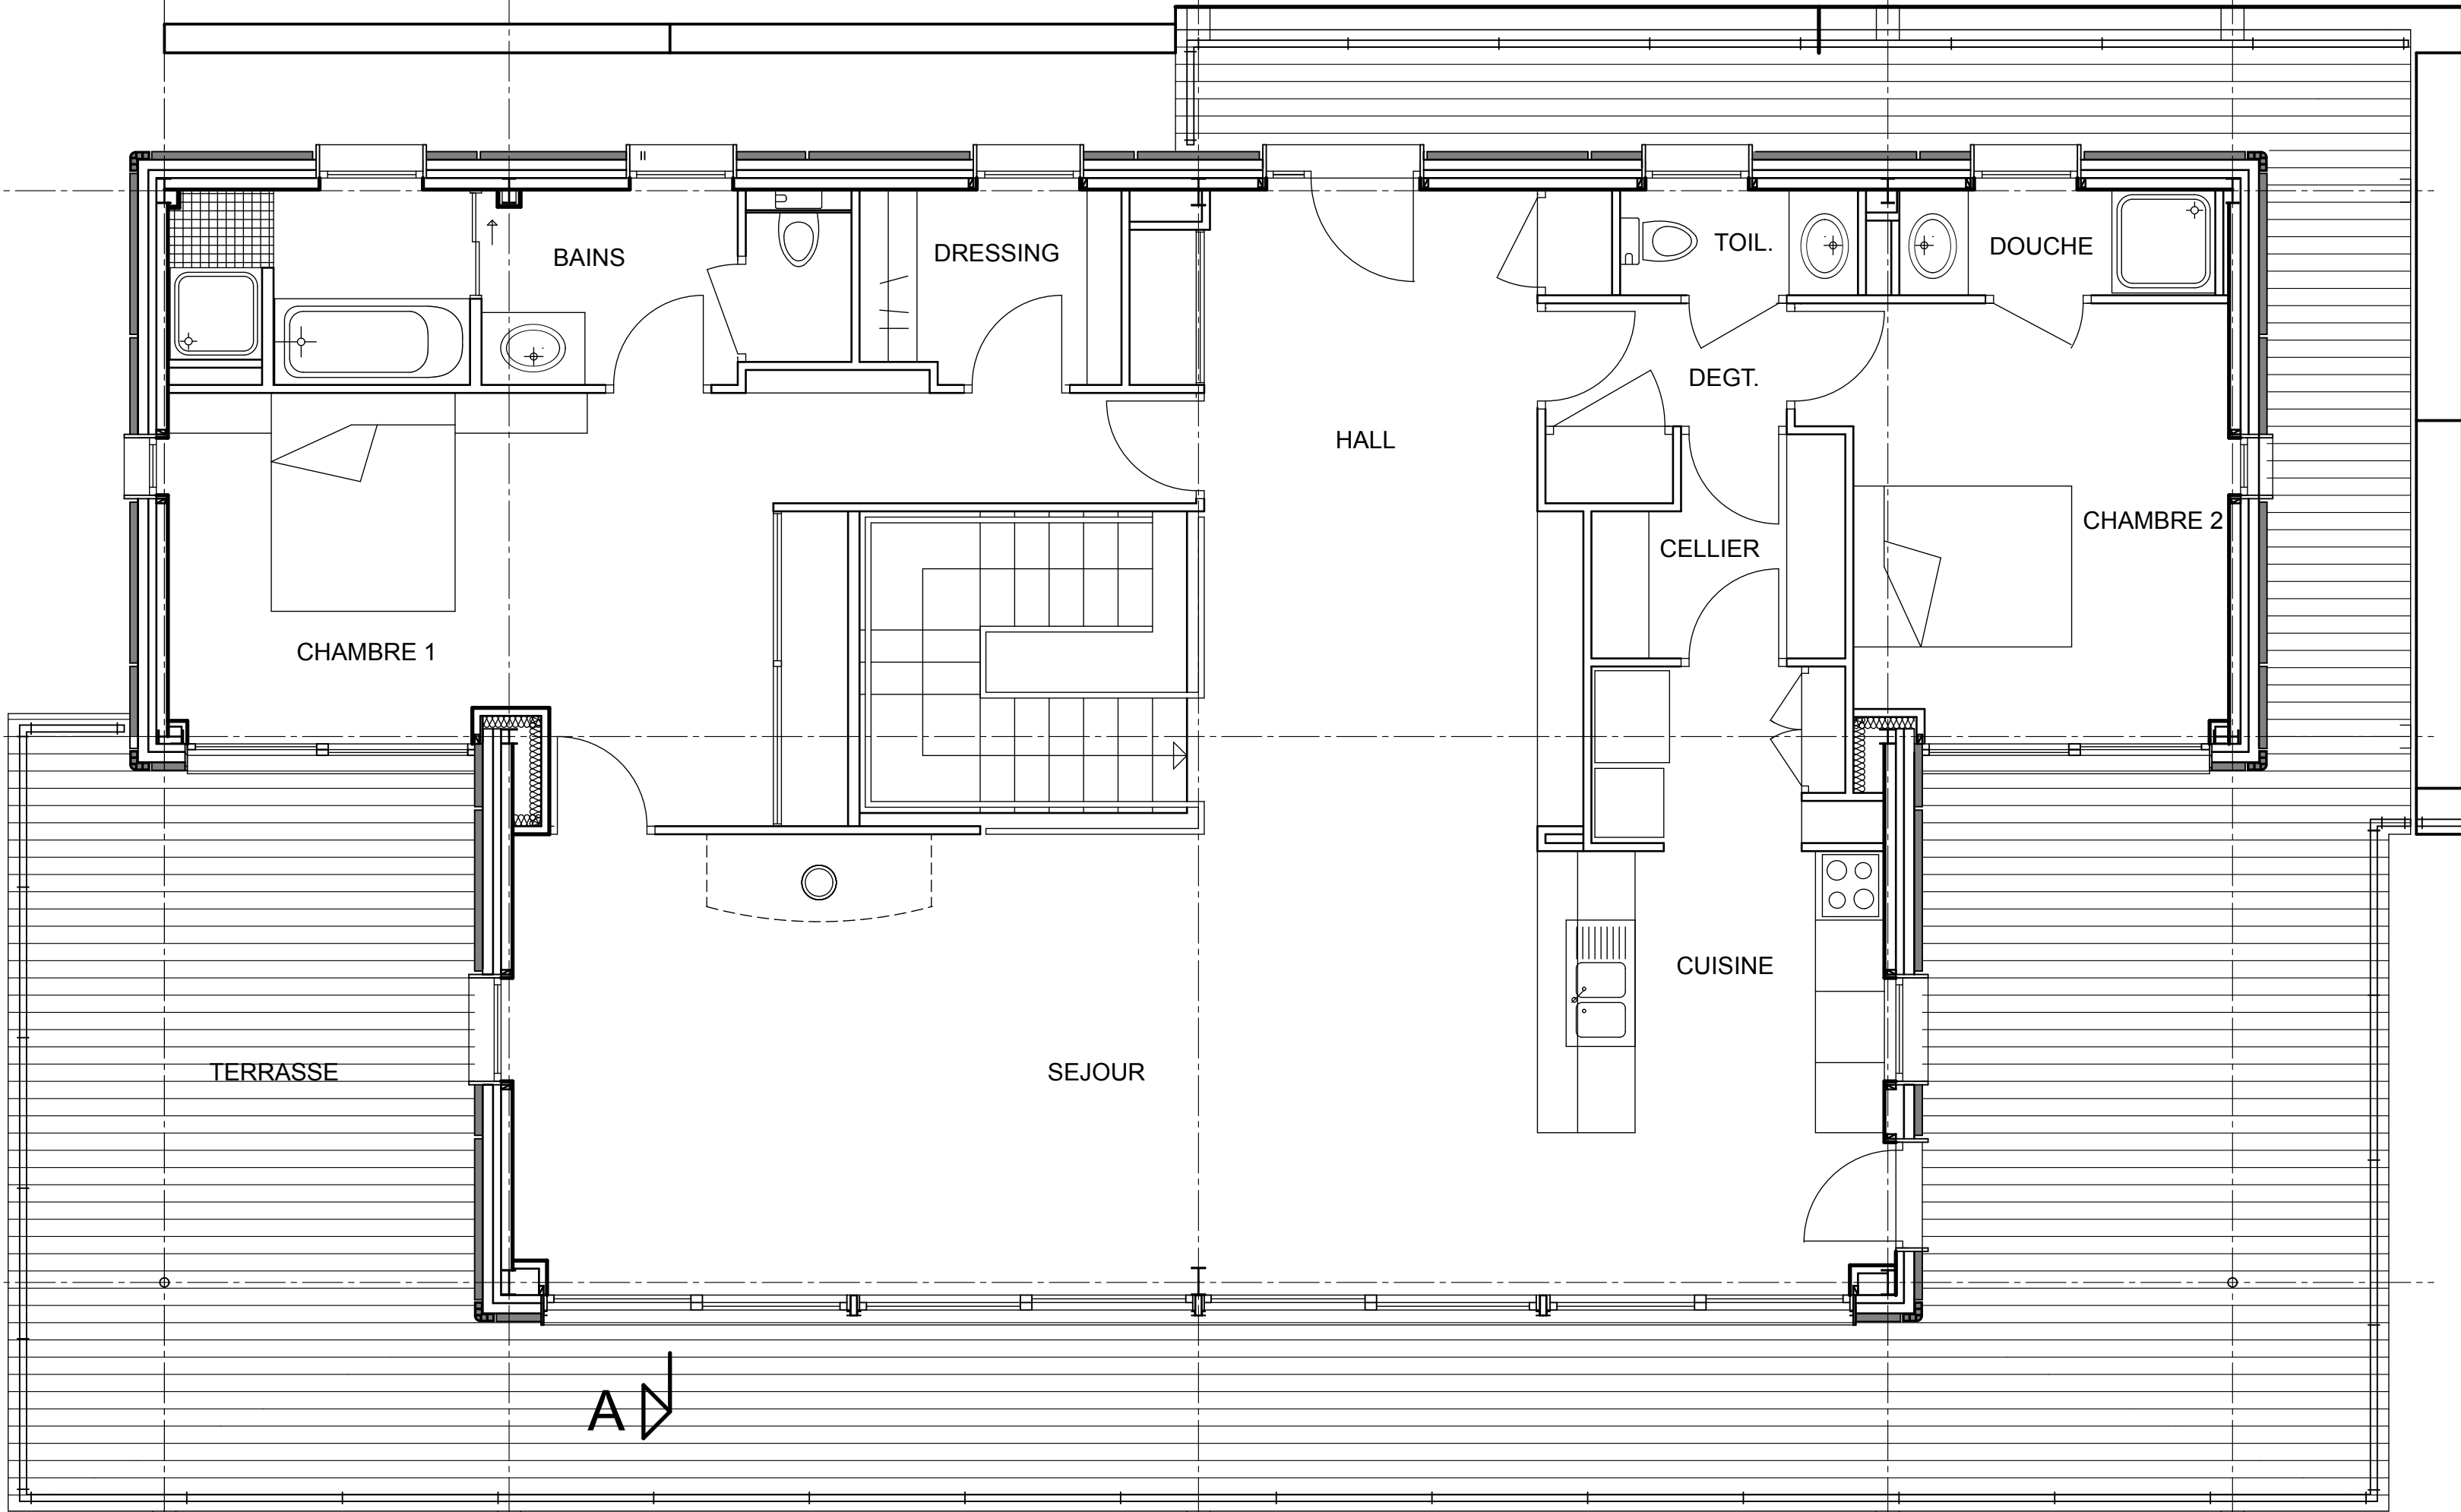 TOIL.
DOUCHE
BAINS
DRESSING
DEGT.
HALL
CHAMBRE 2
CELLIER
CHAMBRE 1
CUISINE
TERRASSE
SEJOUR
A